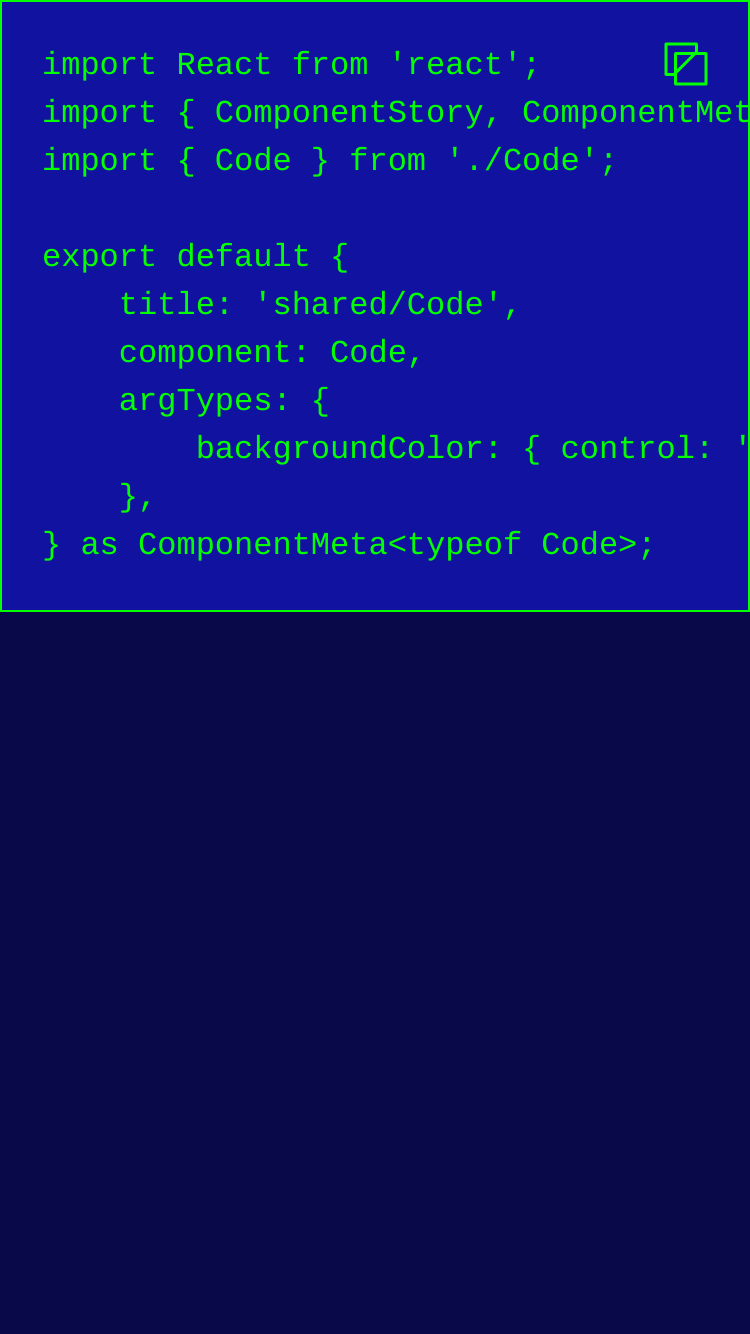 import React from 'react';
import { ComponentStory, ComponentMet
import { Code } from './Code';

export default {
    title: 'shared/Code',
    component: Code,
    argTypes: {
        backgroundColor: { control: '
    },
} as ComponentMeta<typeof Code>;